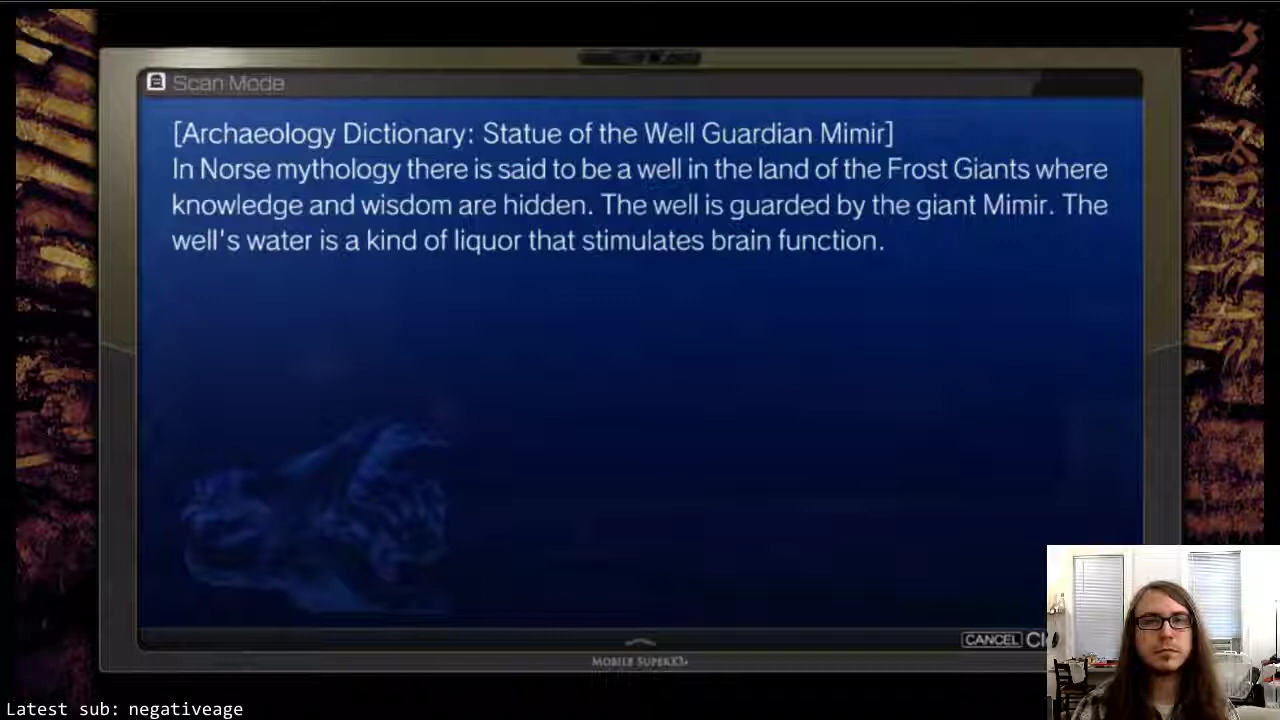 Scan Mode
[Archaeology Dictionary: Statue of the Well Guardian Mimir]
In Norse mythology there is said to be a well in the land of the Frost Giants where
knowledge and wisdom are hidden. The well is guarded by the giant Mimir. The
well's water is a kind of liquor that stimulates brain function.
CANCEL
MOBILE SUPERX3+
Latest sub: negativeage